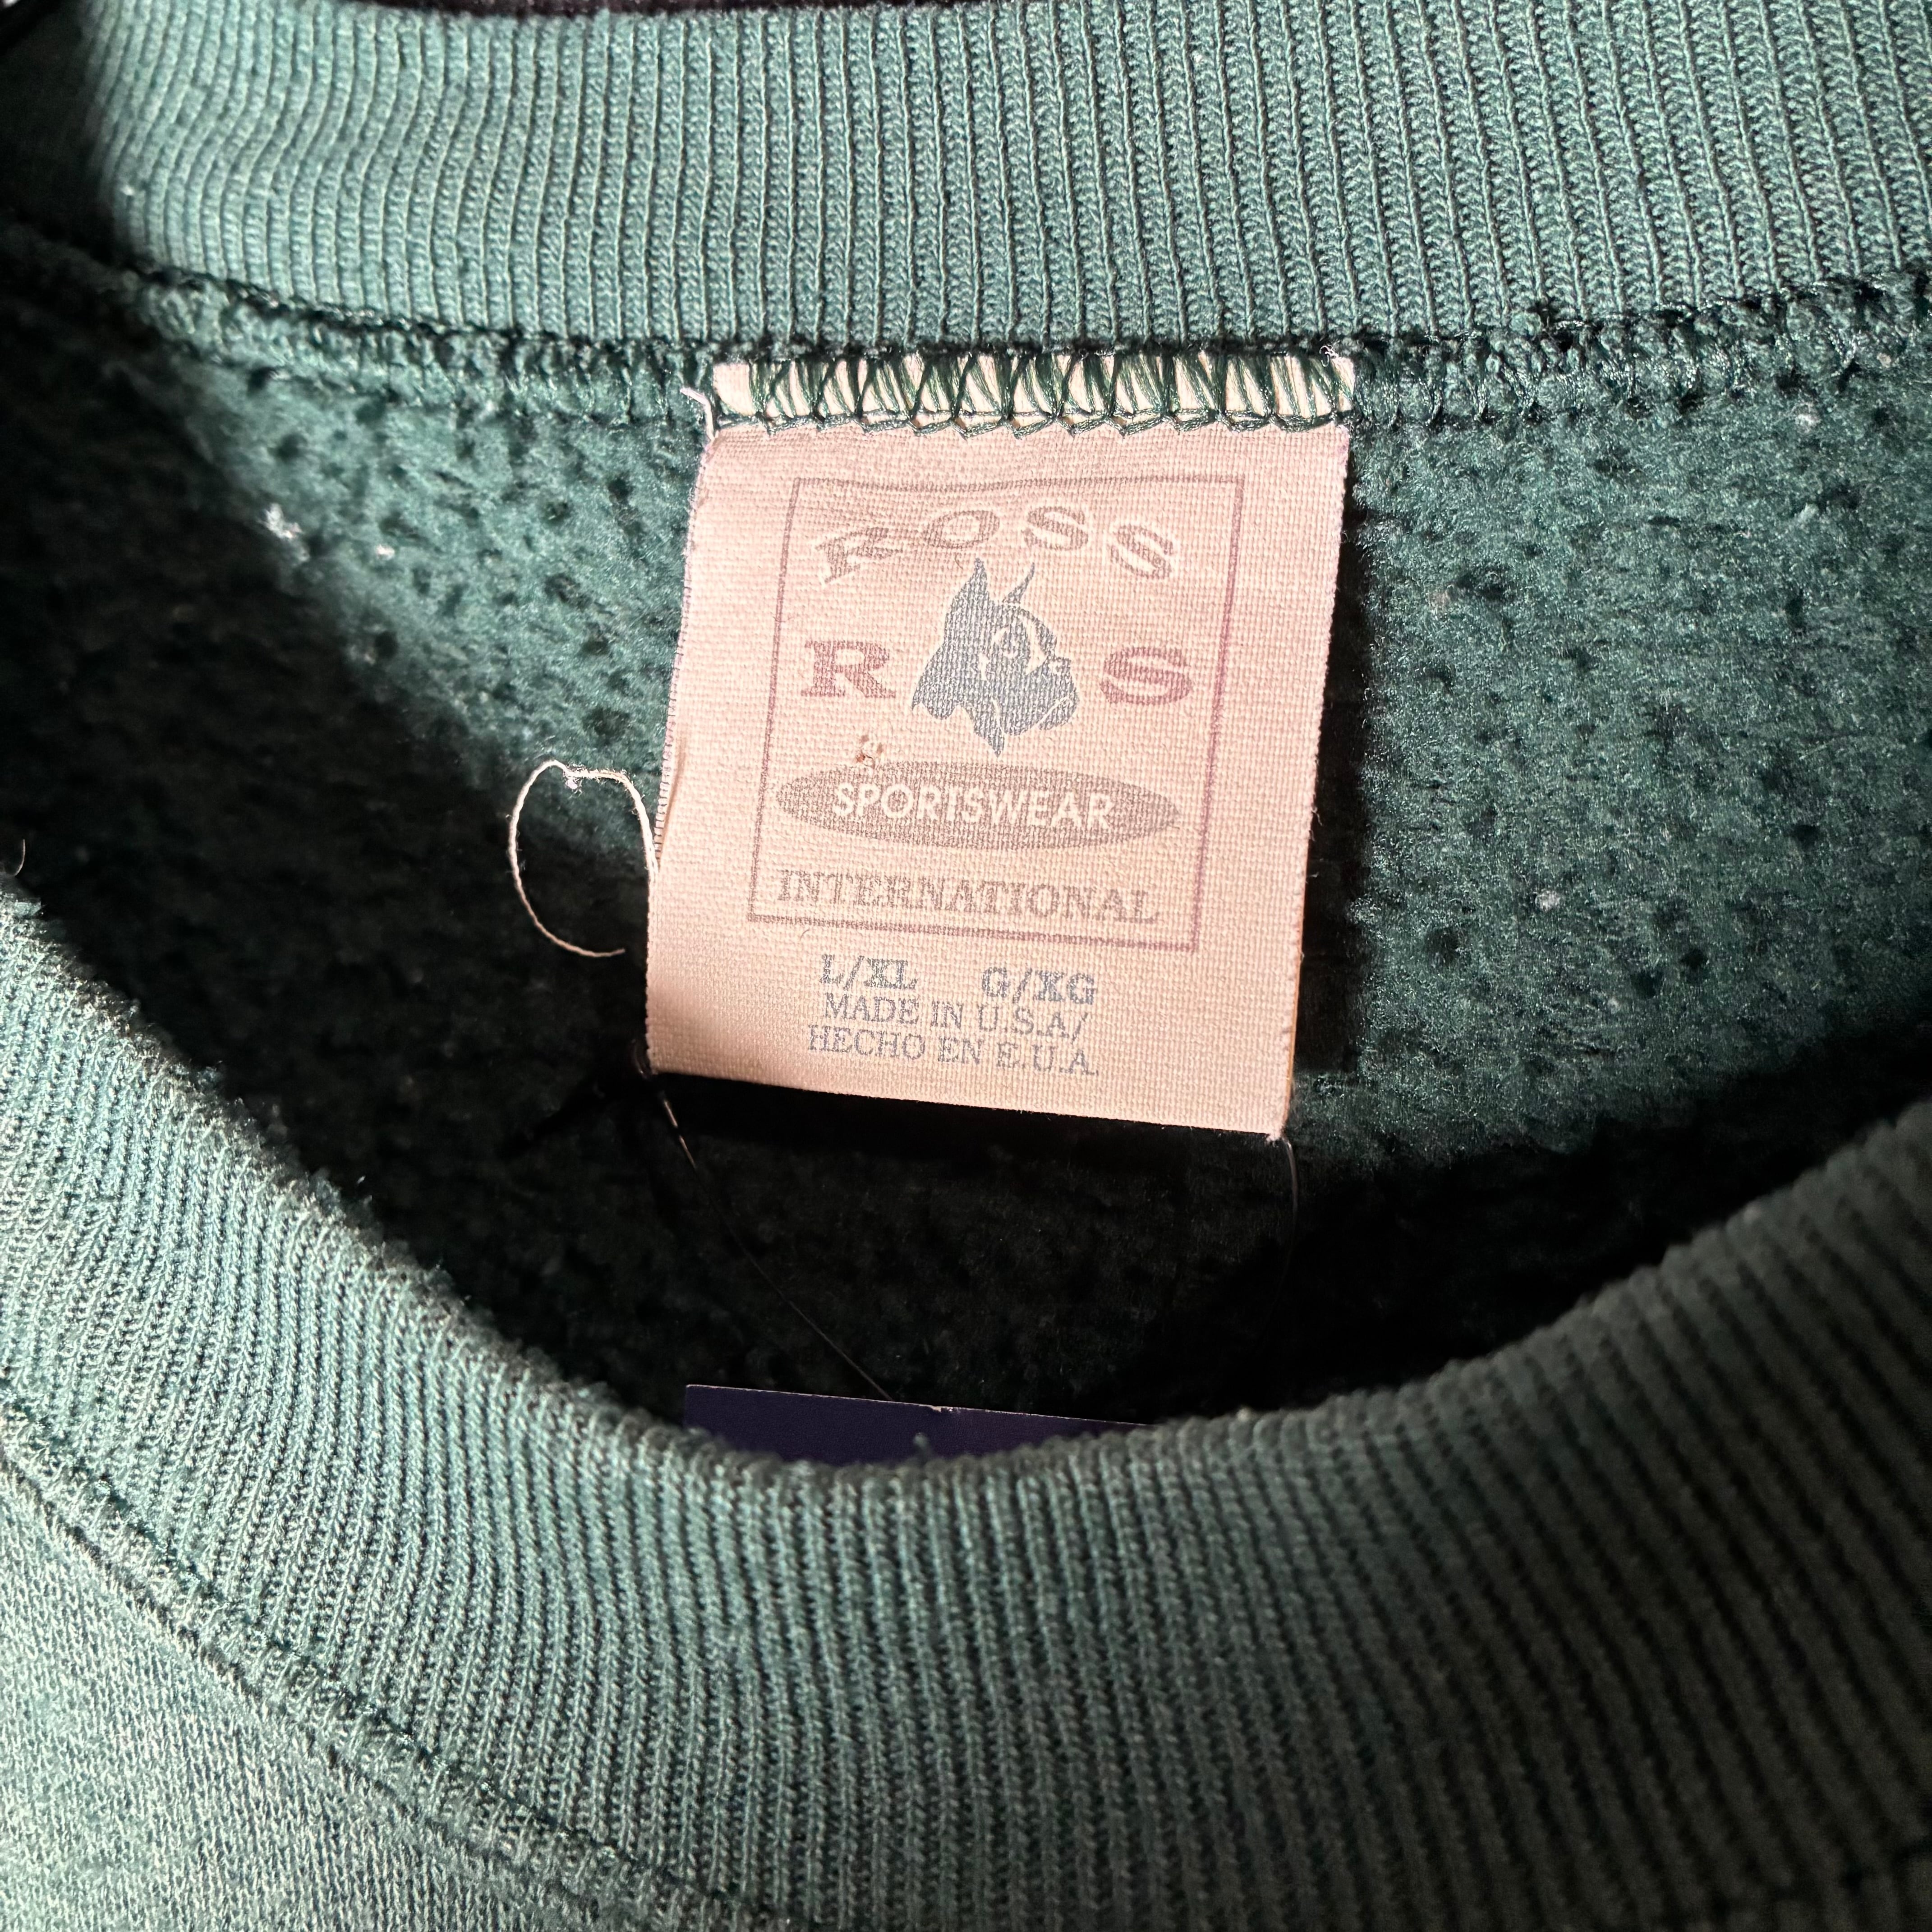 ROSS
R S
SPORTSWEAR
INTERNATIONAL
L/XL G/XG
MADE IN U.S.A/
HECHO EN E.U.A.